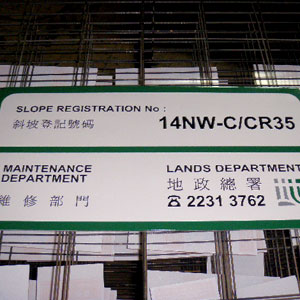 SLOPE REGISTRATION No :
斜坡登記號碼
14NW-C/CR35
MAINTENANCE DEPARTMENT
維修部門
LANDS DEPARTMENT
地政總署
☎ 2231 3762